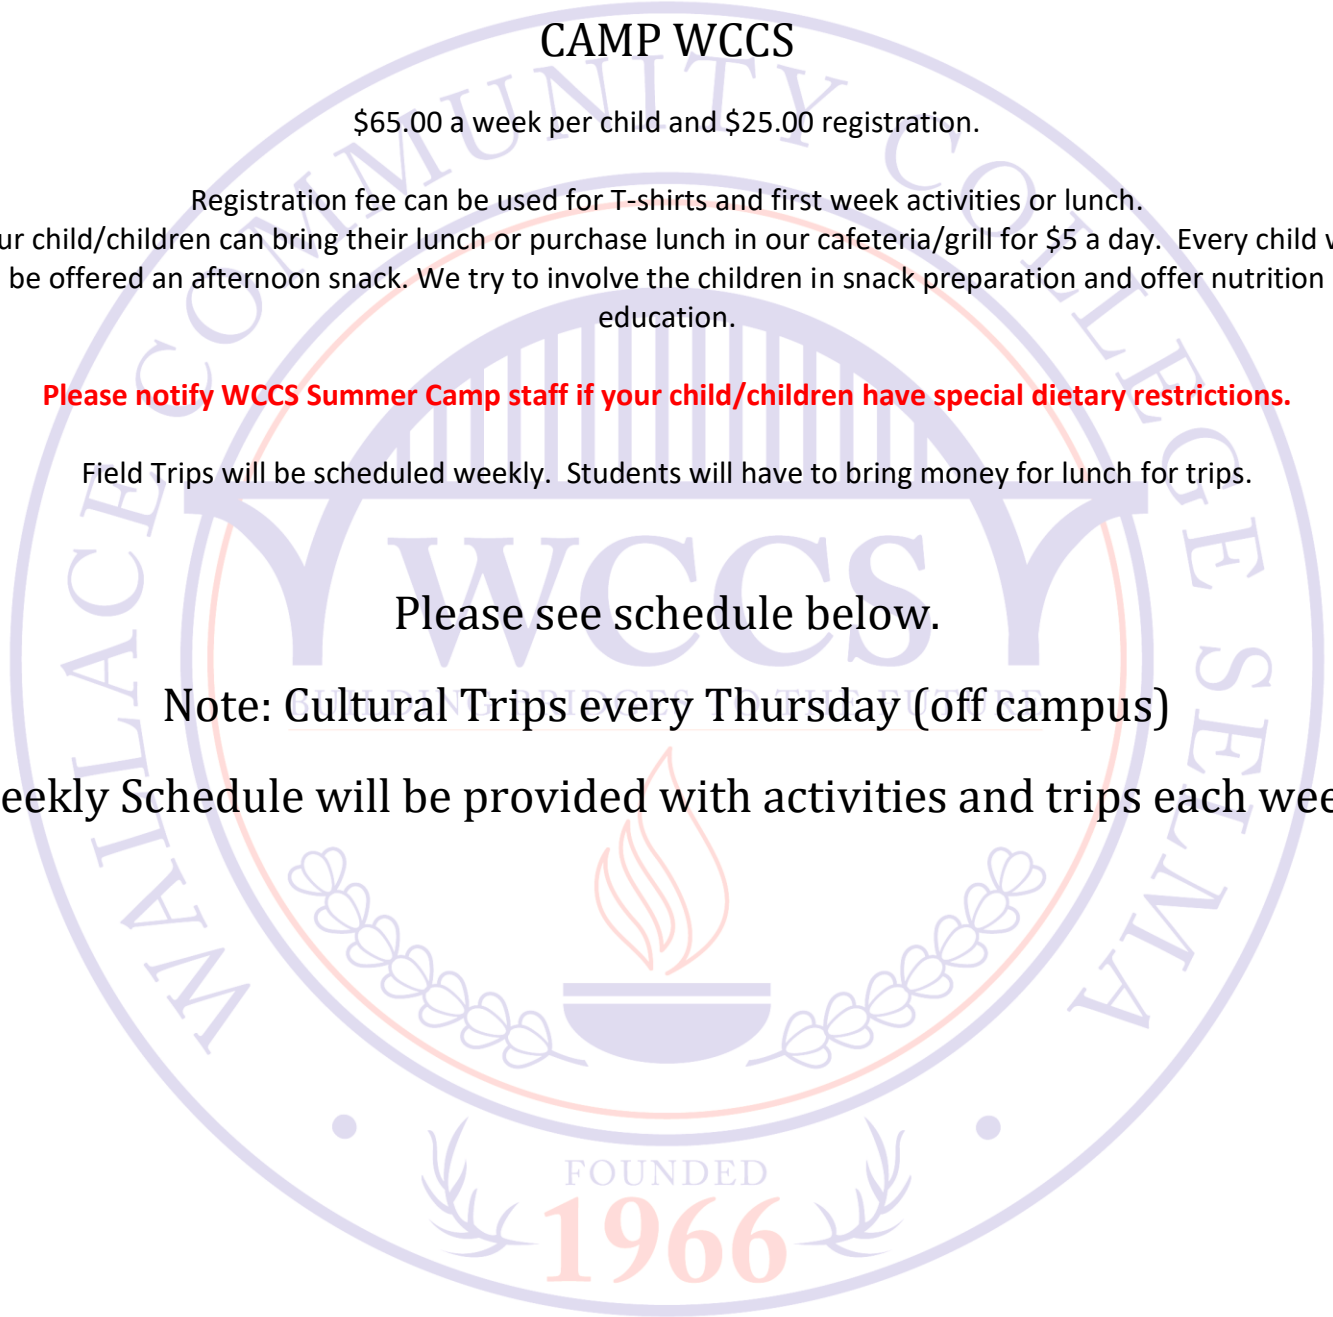 CAMP WCCS
$65.00 a week per child and $25.00 registration.
Registration fee can be used for T-shirts and first week activities or lunch.
ur child/children can bring their lunch or purchase lunch in our cafeteria/grill for $5 a day. Every child w
be offered an afternoon snack. We try to involve the children in snack preparation and offer nutrition
education.
Please notify WCCS Summer Camp staff if your child/children have special dietary restrictions.
Field Trips will be scheduled weekly. Students will have to bring money for lunch for trips.
WCCS
Please see schedule below.
BUILDING BRIDGES TO THE FUTURE
Note: Cultural Trips every Thursday (off campus)
eekly Schedule will be provided with activities and trips each wee
WALLACE COMMUNITY COLLEGE SELMA
FOUNDED
1966